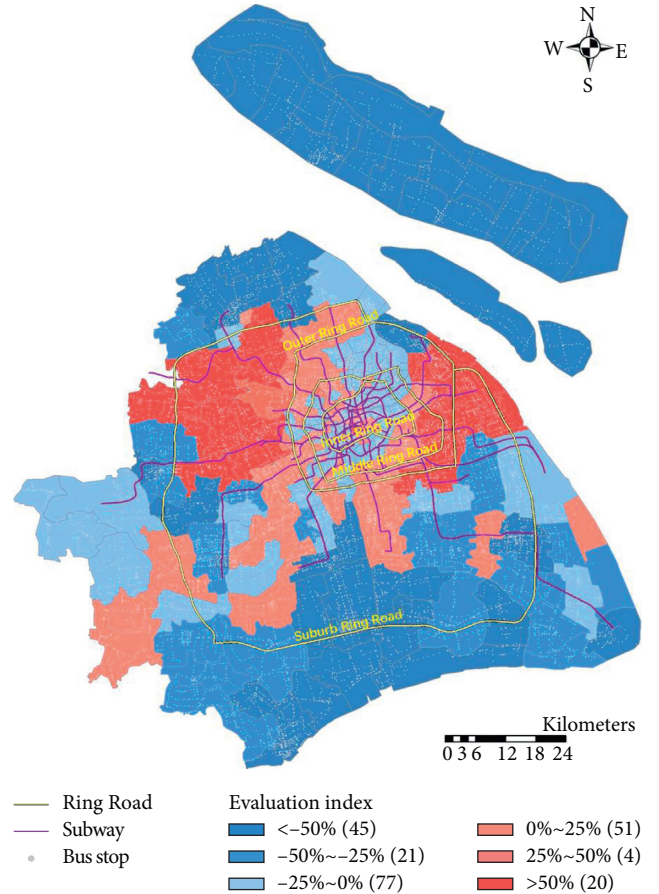 N
W E
S
Outer Ring Road
Inner Ring Road
Middle Ring Road
Suburb Ring Road
Kilometers
0 3 6 12 18 24
Ring Road
Subway
Bus stop
Evaluation index
<–50% (45)
–50%~–25% (21)
–25%~0% (77)
0%~25% (51)
25%~50% (4)
>50% (20)